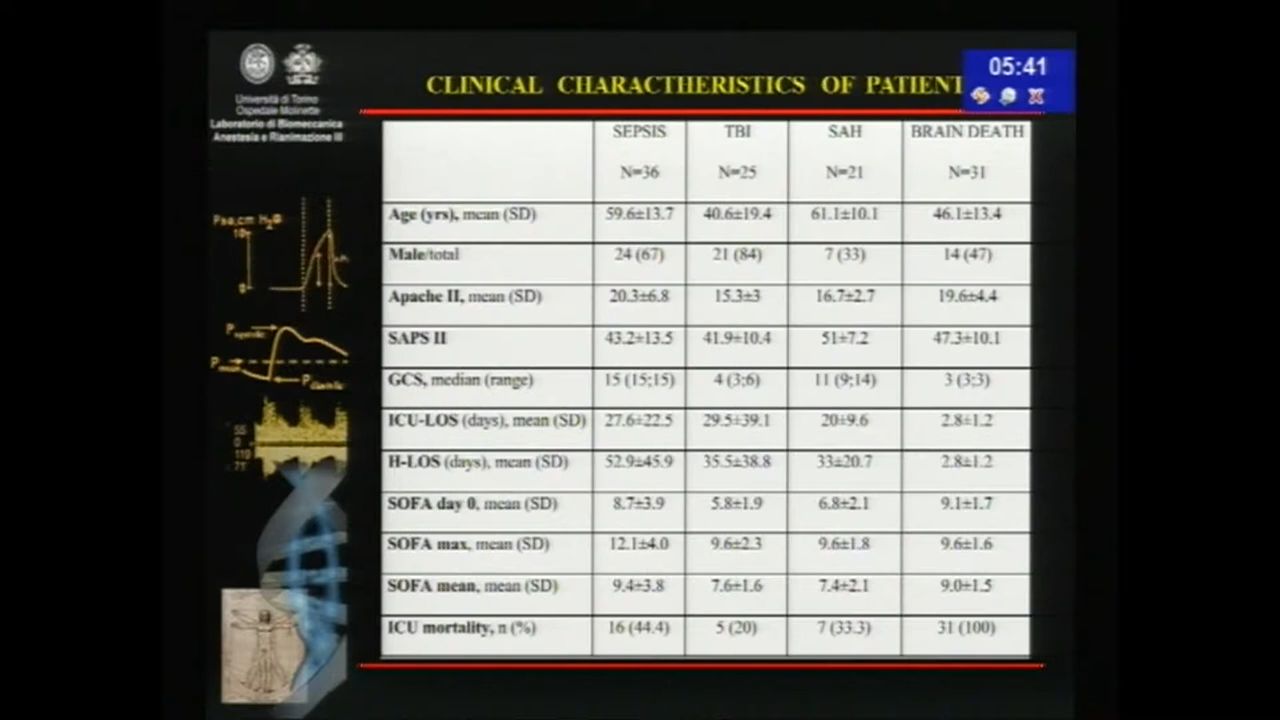 05:41
CLINICAL CHARACTHERISTICS OF PATIENT
Università di Torino
Ospedale Molinette
Laboratorio di Biomeccanica
Anestesia e Rianimazione III
SEPSIS TBI SAH BRAIN DEATH
N=36 N=25 N=21 N=31
Age (yrs), mean (SD) 59.6±13.7 40.6±19.4 61.1±10.1 46.1±13.4
Male/total 24 (67) 21 (84) 7 (33) 14 (47)
Apache II, mean (SD) 20.3±6.8 15.3±3 16.7±2.7 19.6±4.4
SAPS II 43.2±13.5 41.9±10.4 51±7.2 47.3±10.1
GCS, median (range) 15 (15;15) 4 (3;6) 11 (9;14) 3 (3;3)
ICU-LOS (days), mean (SD) 27.6±22.5 29.5±39.1 20±9.6 2.8±1.2
H-LOS (days), mean (SD) 52.9±45.9 35.5±38.8 33±20.7 2.8±1.2
SOFA day 0, mean (SD) 8.7±3.9 5.8±1.9 6.8±2.1 9.1±1.7
SOFA max, mean (SD) 12.1±4.0 9.6±2.3 9.6±1.8 9.6±1.6
SOFA mean, mean (SD) 9.4±3.8 7.6±1.6 7.4±2.1 9.0±1.5
ICU mortality, n (%) 16 (44.4) 5 (20) 7 (33.3) 31 (100)
cm H2O
0
P
P
P